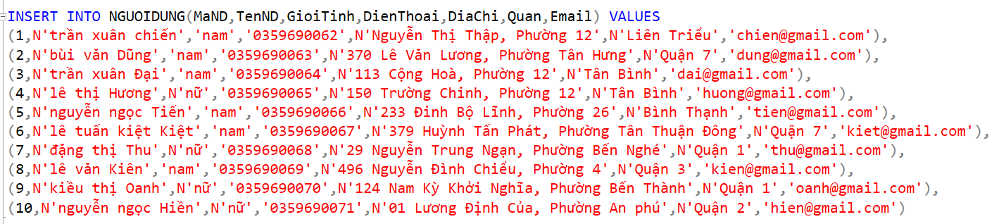 INSERT INTO NGUOIDUNG(MaND,TenND,GioiTinh,DienThoai,DiaChi,Quan,Email) VALUES
(1,N'trần xuân chiến','nam','0359690062',N'Nguyễn Thị Thập, Phường 12',N'Liên Triểu','chien@gmail.com'),
(2,N'bùi văn Dũng','nam','0359690063',N'370 Lê Văn Lương, Phường Tân Hưng',N'Quận 7','dung@gmail.com'),
(3,N'trần xuân Đại','nam','0359690064',N'113 Cộng Hoà, Phường 12',N'Tân Bình','dai@gmail.com'),
(4,N'lê thị Hương',N'nữ','0359690065',N'150 Trường Chinh, Phường 12',N'Tân Bình','huong@gmail.com'),
(5,N'nguyễn ngọc Tiến','nam','0359690066',N'233 Đinh Bộ Lĩnh, Phường 26',N'Bình Thạnh','tien@gmail.com'),
(6,N'lê tuấn kiệt Kiệt','nam','0359690067',N'379 Huỳnh Tấn Phát, Phường Tân Thuận Đông',N'Quận 7','kiet@gmail.com'),
(7,N'đặng thị Thu',N'nữ','0359690068',N'29 Nguyễn Trung Ngạn, Phường Bến Nghé',N'Quận 1','thu@gmail.com'),
(8,N'lê văn Kiên','nam','0359690069',N'496 Nguyễn Đình Chiểu, Phường 4',N'Quận 3','kien@gmail.com'),
(9,N'kiều thị Oanh',N'nữ','0359690070',N'124 Nam Kỳ Khởi Nghĩa, Phường Bến Thành',N'Quận 1','oanh@gmail.com'),
(10,N'nguyễn ngọc Hiền',N'nữ','0359690071',N'01 Lương Định Của, Phường An phú',N'Quận 2','hien@gmail.com')